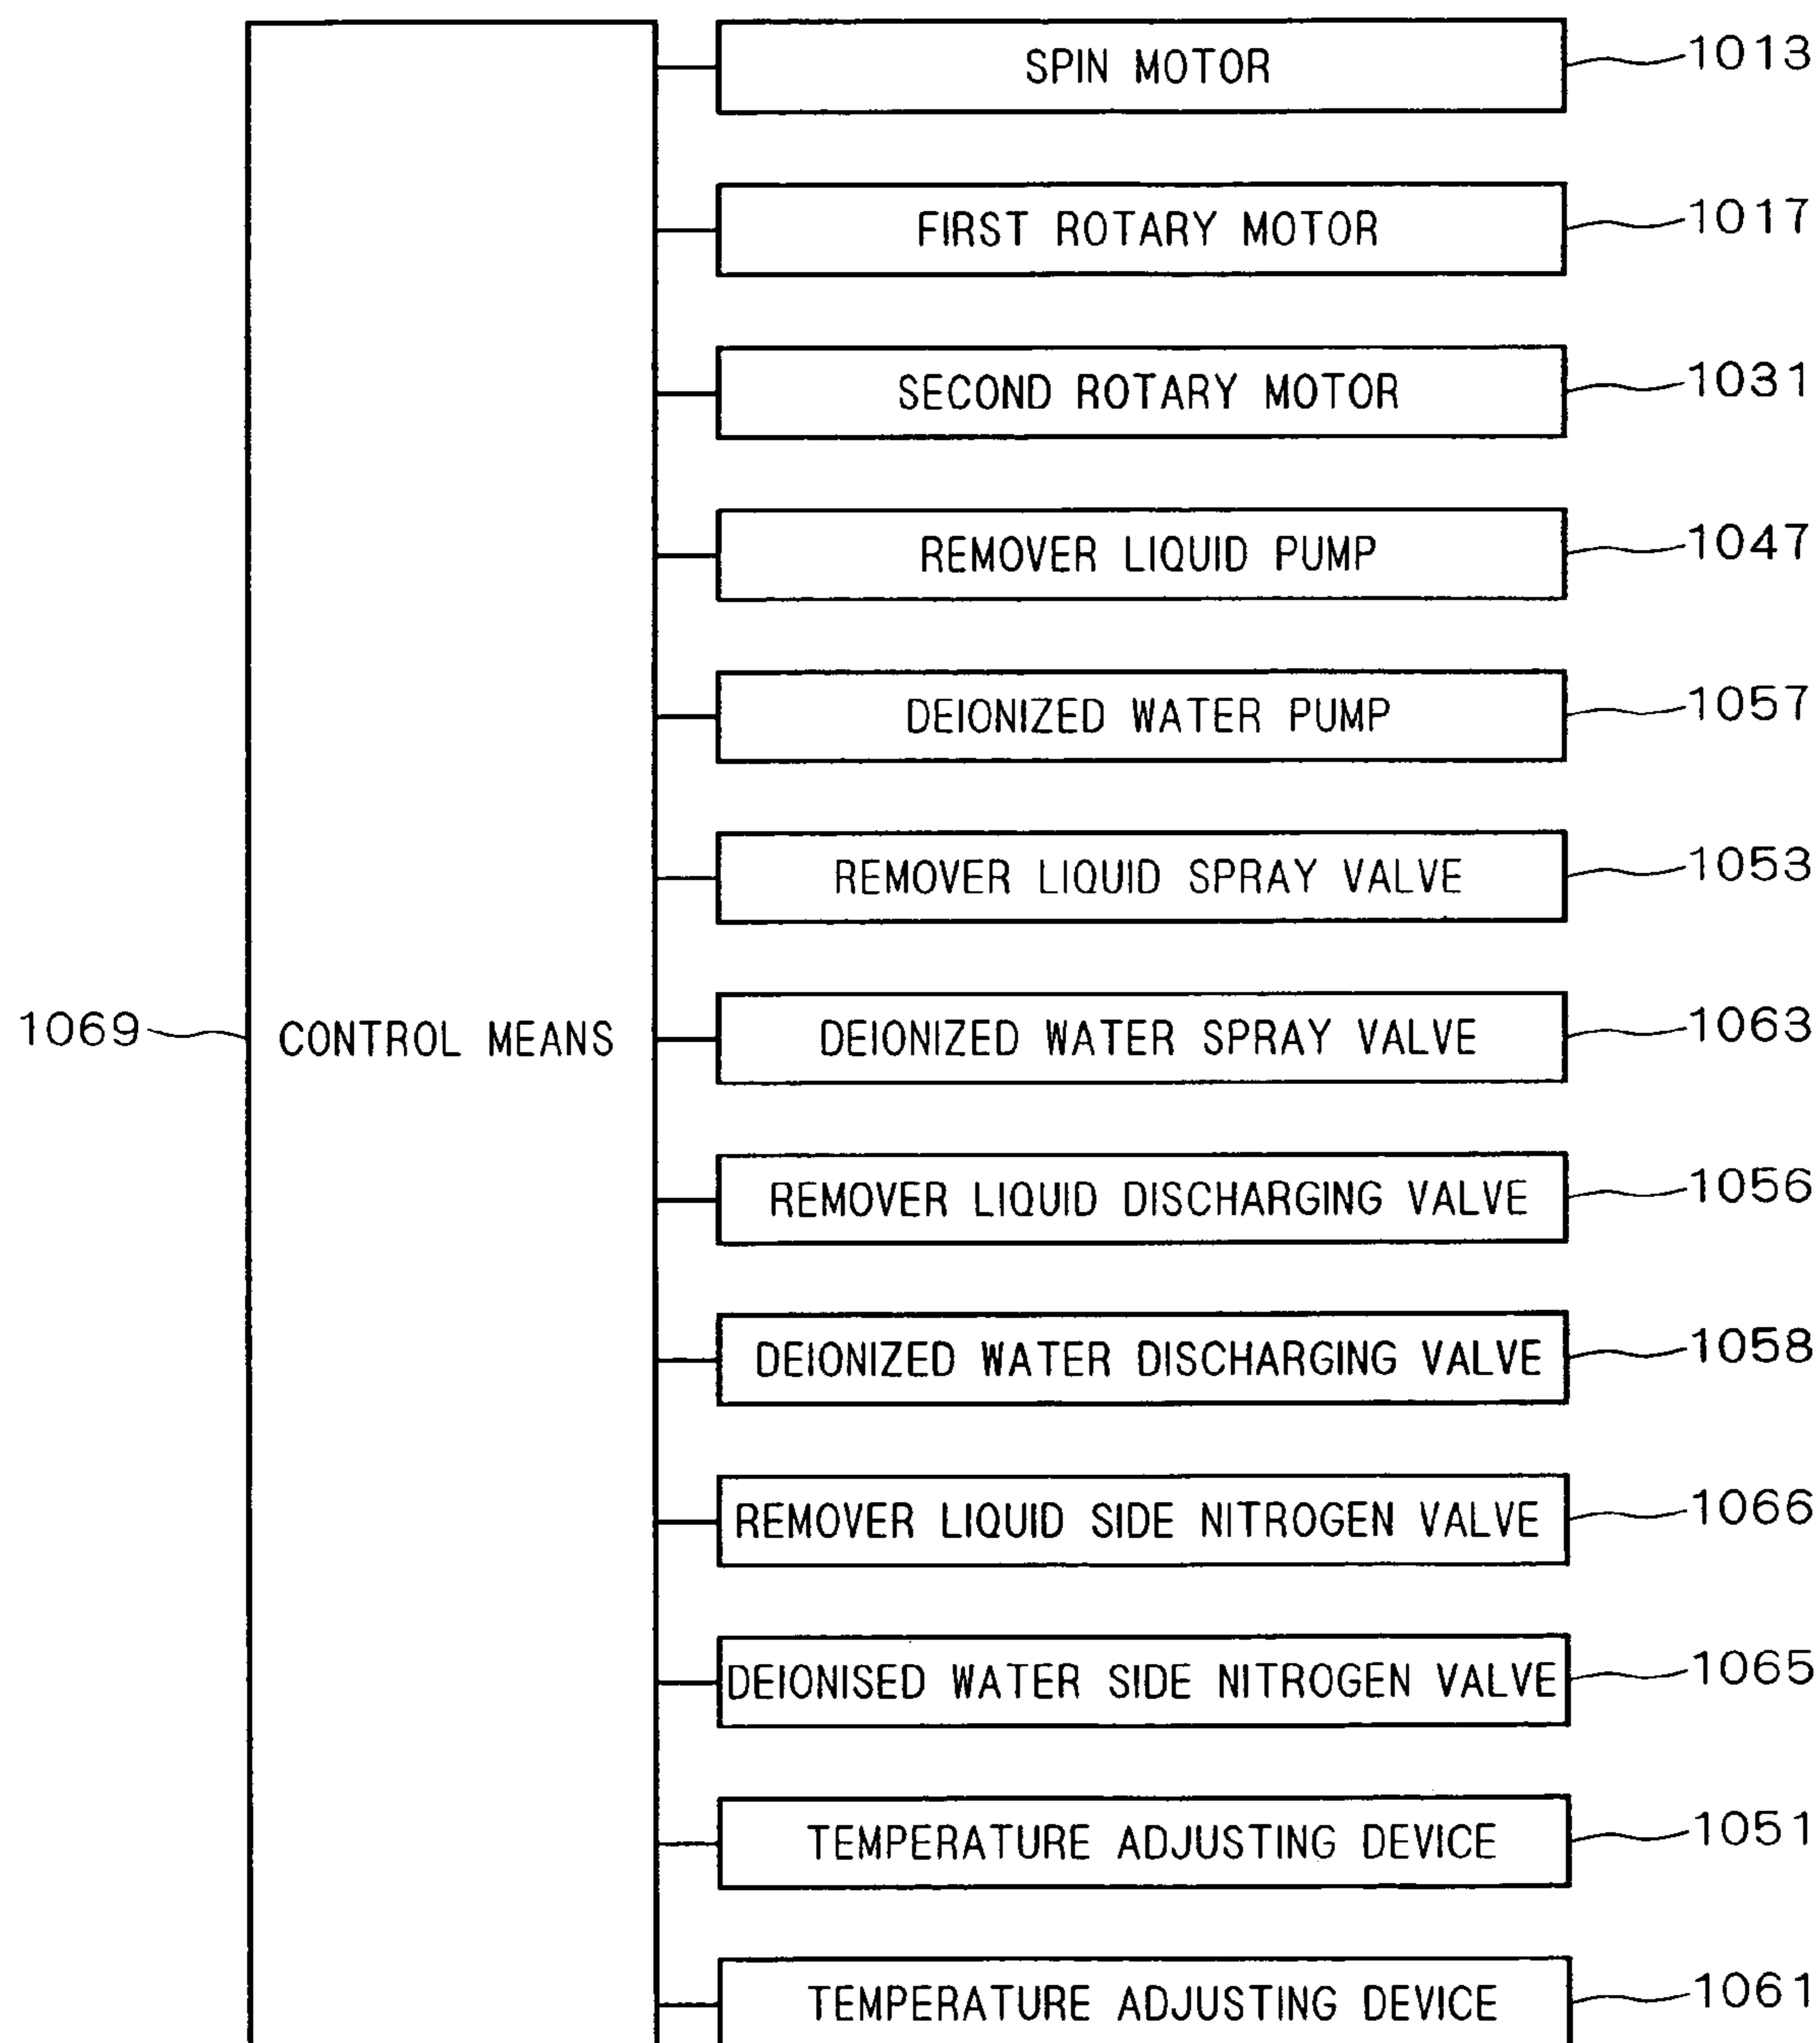 SPIN MOTOR 1013
FIRST ROTARY MOTOR 1017
SECOND ROTARY MOTOR 1031
REMOVER LIQUID PUMP 1047
DEIONIZED WATER PUMP 1057
REMOVER LIQUID SPRAY VALVE 1053
1069 CONTROL MEANS DEIONIZED WATER SPRAY VALVE 1063
REMOVER LIQUID DISCHARGING VALVE 1056
DEIONIZED WATER DISCHARGING VALVE 1058
REMOVER LIQUID SIDE NITROGEN VALVE 1066
DEIONISED WATER SIDE NITROGEN VALVE 1065
TEMPERATURE ADJUSTING DEVICE 1051
TEMPERATURE ADJUSTING DEVICE 1061